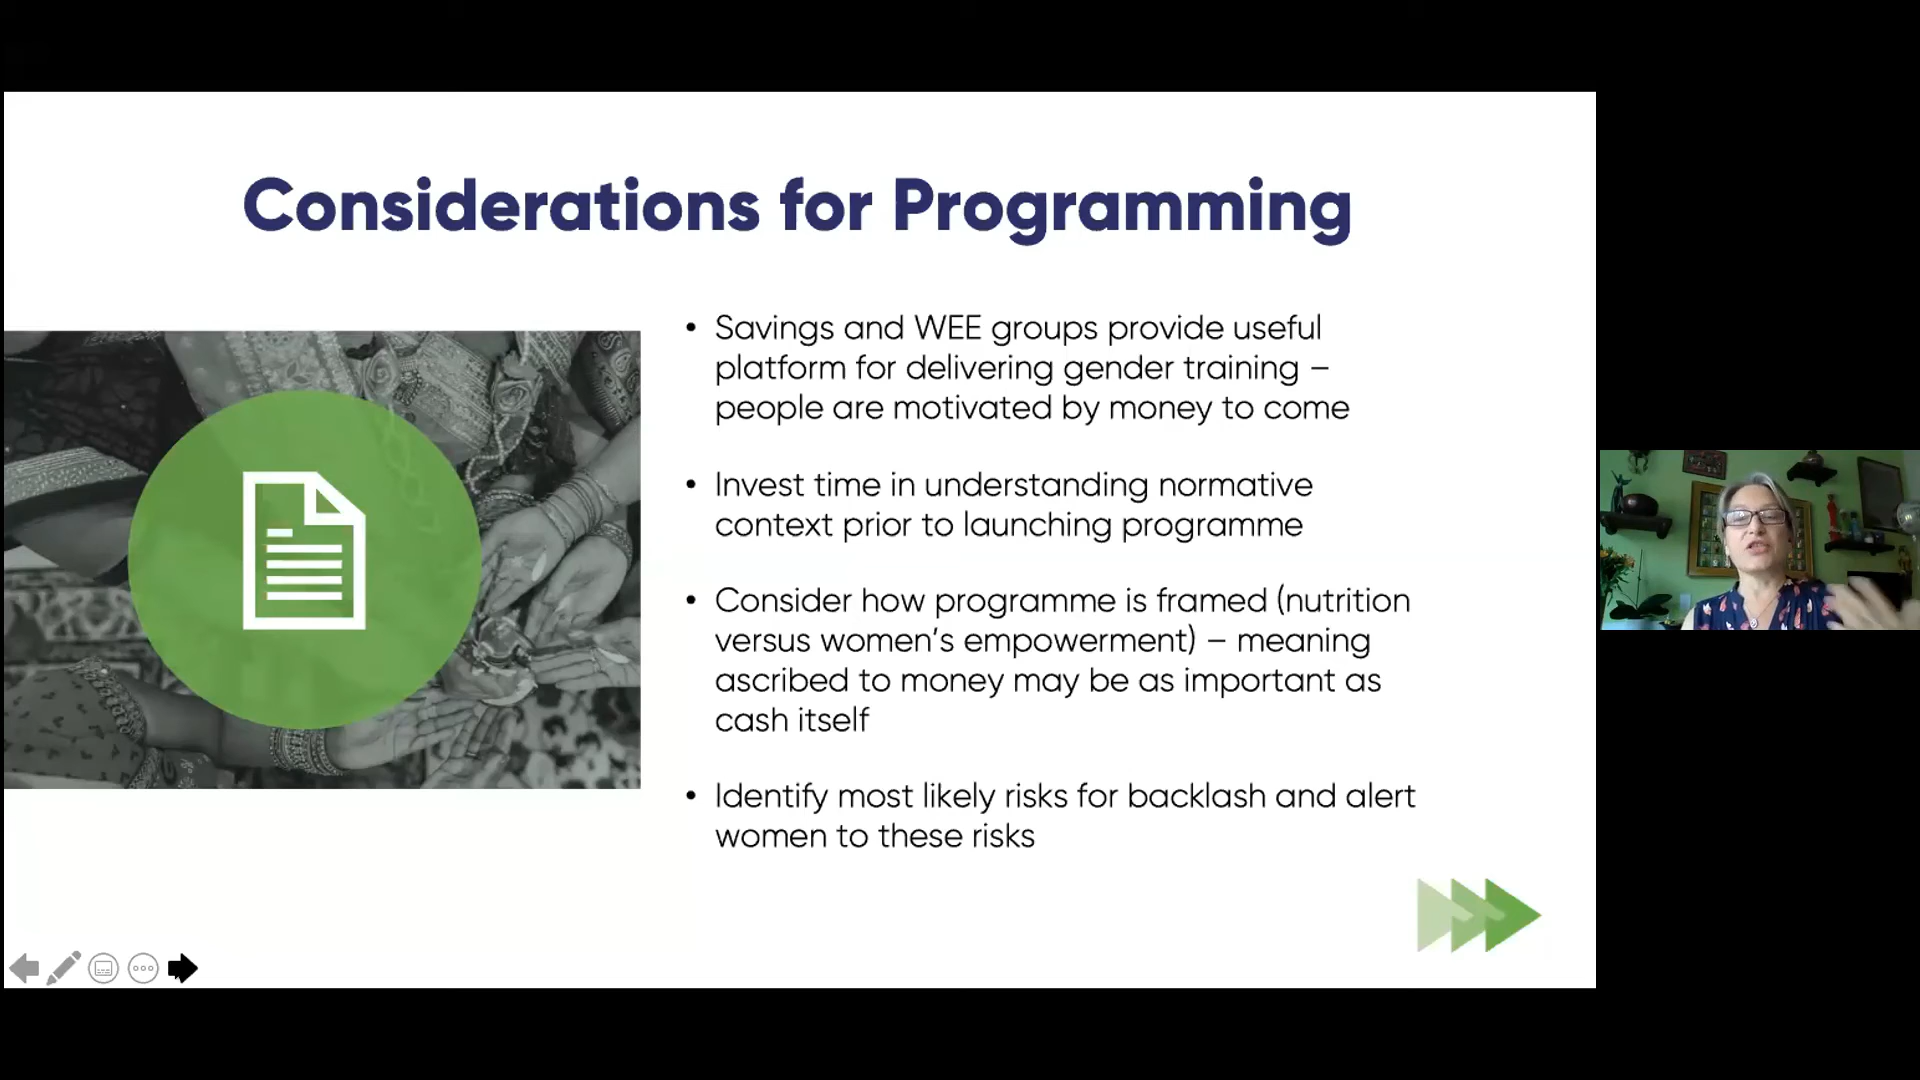 Considerations for Programming
• Savings and WEE groups provide useful
platform for delivering gender training –
people are motivated by money to come
• Invest time in understanding normative
context prior to launching programme
• Consider how programme is framed (nutrition
versus women’s empowerment) – meaning
ascribed to money may be as important as
cash itself
• Identify most likely risks for backlash and alert
women to these risks